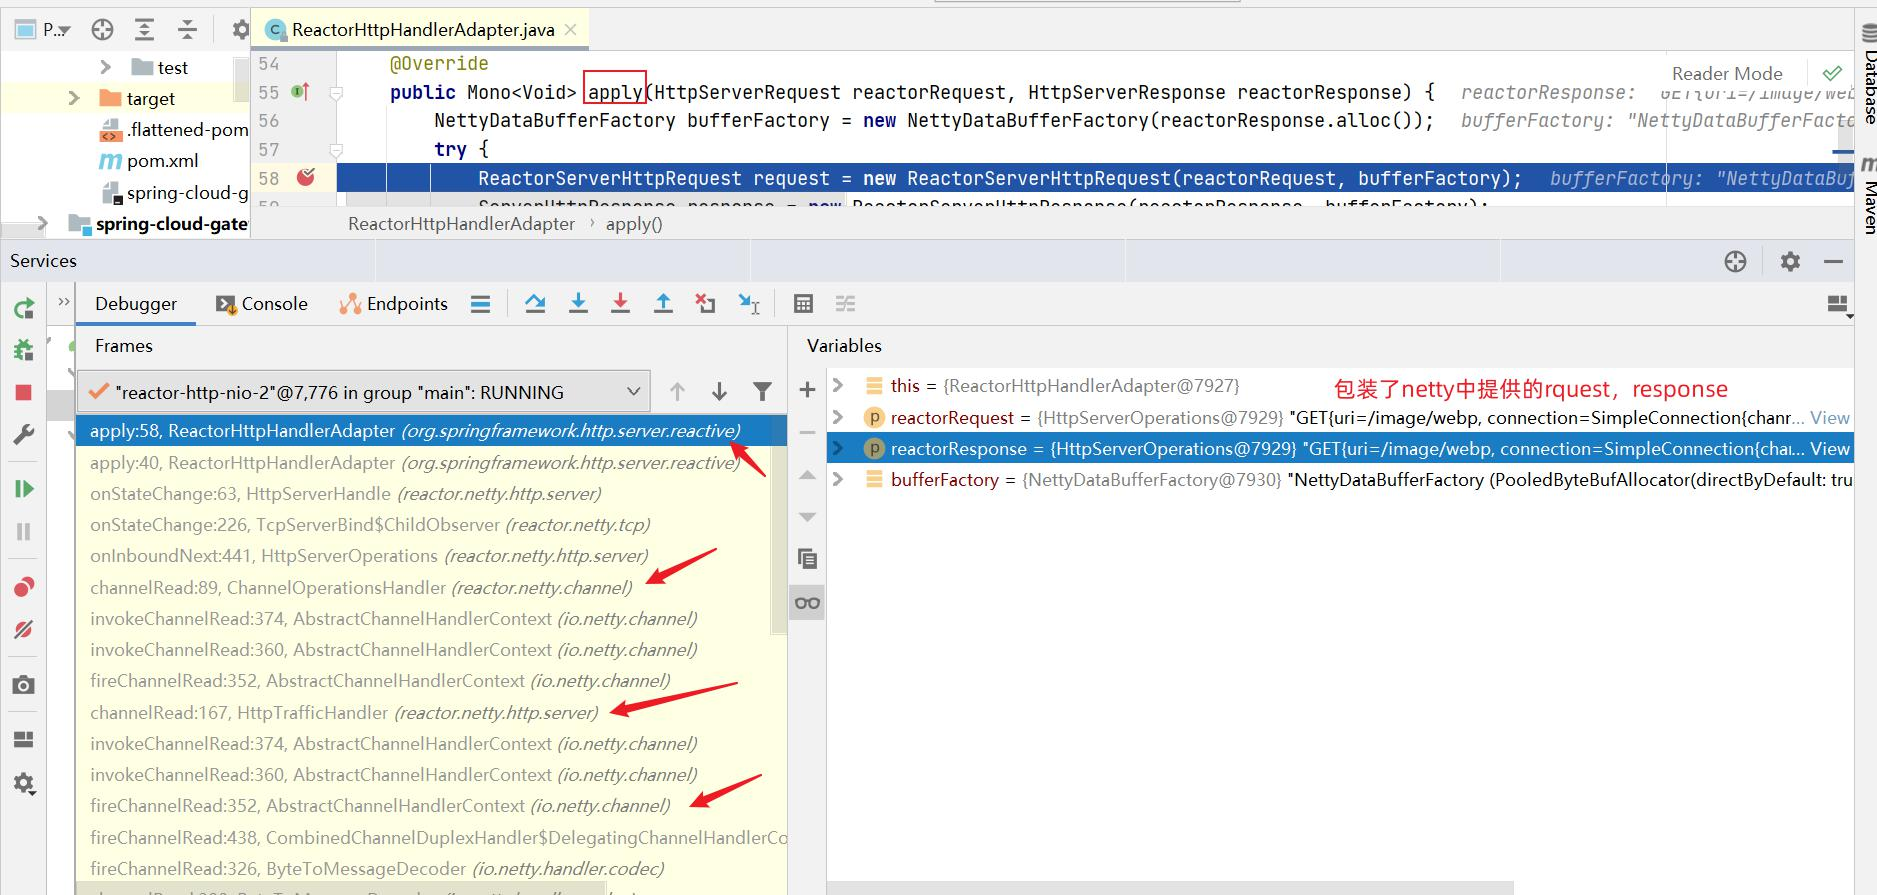 P...
ReactorHttpHandlerAdapter.java
test
target
.flattened-pom
pom.xml
spring-cloud-g
spring-cloud-gate
54 @Override
55 public Mono<Void> apply(HttpServerRequest reactorRequest, HttpServerResponse reactorResponse) { reactorResponse: GET{uri=/image/web
56 NettyDataBufferFactory bufferFactory = new NettyDataBufferFactory(reactorResponse.alloc()); bufferFactory: "NettyDataBufferFacto
57 try {
58 ReactorServerHttpRequest request = new ReactorServerHttpRequest(reactorRequest, bufferFactory); bufferFactory: "NettyDataBuf
ServerHttpResponse response = new ReactorServerHttpResponse(reactorResponse, bufferFactory);
Reader Mode
ReactorHttpHandlerAdapter › apply()
Database
Maven
Services
Debugger
Console
Endpoints
Frames
"reactor-http-nio-2"@7,776 in group "main": RUNNING
apply:58, ReactorHttpHandlerAdapter (org.springframework.http.server.reactive)
apply:40, ReactorHttpHandlerAdapter (org.springframework.http.server.reactive)
onStateChange:63, HttpServerHandle (reactor.netty.http.server)
onStateChange:226, TcpServerBind$ChildObserver (reactor.netty.tcp)
onInboundNext:441, HttpServerOperations (reactor.netty.http.server)
channelRead:89, ChannelOperationsHandler (reactor.netty.channel)
invokeChannelRead:374, AbstractChannelHandlerContext (io.netty.channel)
invokeChannelRead:360, AbstractChannelHandlerContext (io.netty.channel)
fireChannelRead:352, AbstractChannelHandlerContext (io.netty.channel)
channelRead:167, HttpTrafficHandler (reactor.netty.http.server)
invokeChannelRead:374, AbstractChannelHandlerContext (io.netty.channel)
invokeChannelRead:360, AbstractChannelHandlerContext (io.netty.channel)
fireChannelRead:352, AbstractChannelHandlerContext (io.netty.channel)
fireChannelRead:438, CombinedChannelDuplexHandler$DelegatingChannelHandlerCo
fireChannelRead:326, ByteToMessageDecoder (io.netty.handler.codec)
Variables
this = {ReactorHttpHandlerAdapter@7927}
包装了netty中提供的rquest，response
reactorRequest = {HttpServerOperations@7929} "GET{uri=/image/webp, connection=SimpleConnection{channr... View
reactorResponse = {HttpServerOperations@7929} "GET{uri=/image/webp, connection=SimpleConnection{chai... View
bufferFactory = {NettyDataBufferFactory@7930} "NettyDataBufferFactory (PooledByteBufAllocator(directByDefault: tru